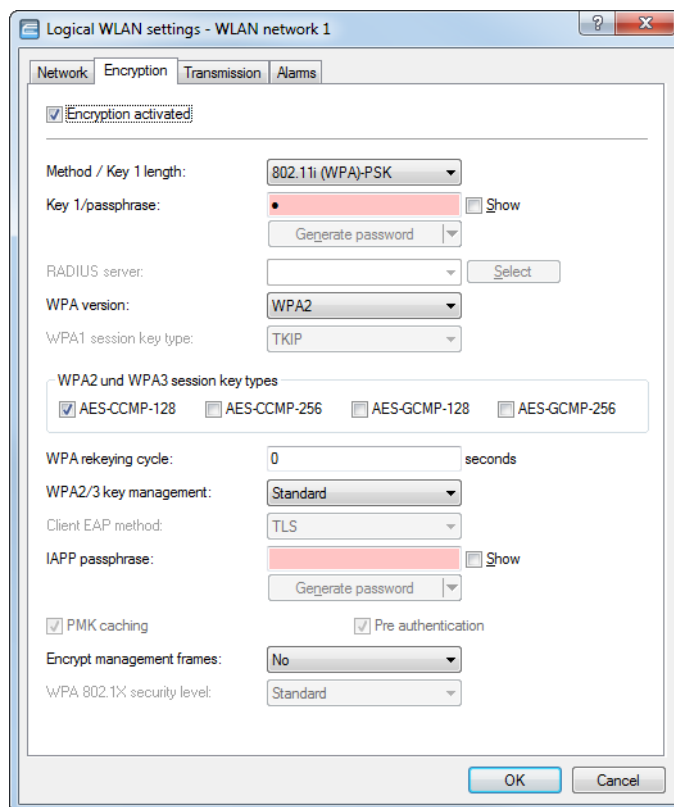 Logical WLAN settings - WLAN network 1
Network Encryption Transmission Alarms
Encryption activated
Method / Key 1 length: 802.11i (WPA)-PSK
Key 1/passphrase: ● Show
Generate password
RADIUS server: Select
WPA version: WPA2
WPA1 session key type: TKIP
WPA2 und WPA3 session key types
AES-CCMP-128 AES-CCMP-256 AES-GCMP-128 AES-GCMP-256
WPA rekeying cycle: 0 seconds
WPA2/3 key management: Standard
Client EAP method: TLS
IAPP passphrase: Show
Generate password
PMK caching Pre authentication
Encrypt management frames: No
WPA 802.1X security level: Standard
OK Cancel